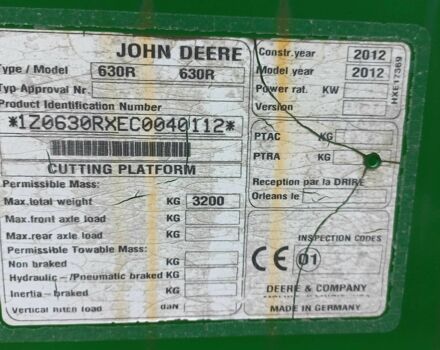 JOHN DEERE
Type / Model 630R 630R
Typ Approval Nr
Product Identification Number
*1Z0630RXEC0040112*
CUTTING PLATFORM
Permissible Mass:
Max.total weight KG 3200
Max.front axle load KG
Max.rear axle load KG
Permissible Towable Mass:
Non braked KG
Hydraulic -/Pneumatic braked KG
Inertia - braked KG
Vertical hitch load daN
Constr.year 2012
Model year 2012
Power rat. KW
Version
HXE17369
PTAC KG
PTRA KG
Reception par la DRIRE
Orleans le
INSPECTION CODES
CE 01
DEERE & COMPANY
MADE IN GERMANY